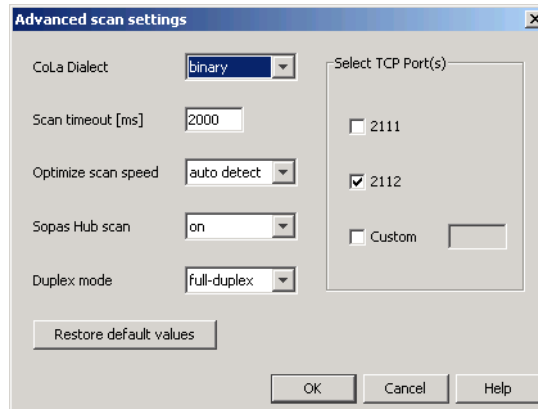 Advanced scan settings
CoLa Dialect
binary
Scan timeout [ms]
2000
Optimize scan speed
auto detect
Sopas Hub scan
on
Duplex mode
full-duplex
Restore default values
Select TCP Port(s)
2111
2112
Custom
OK
Cancel
Help